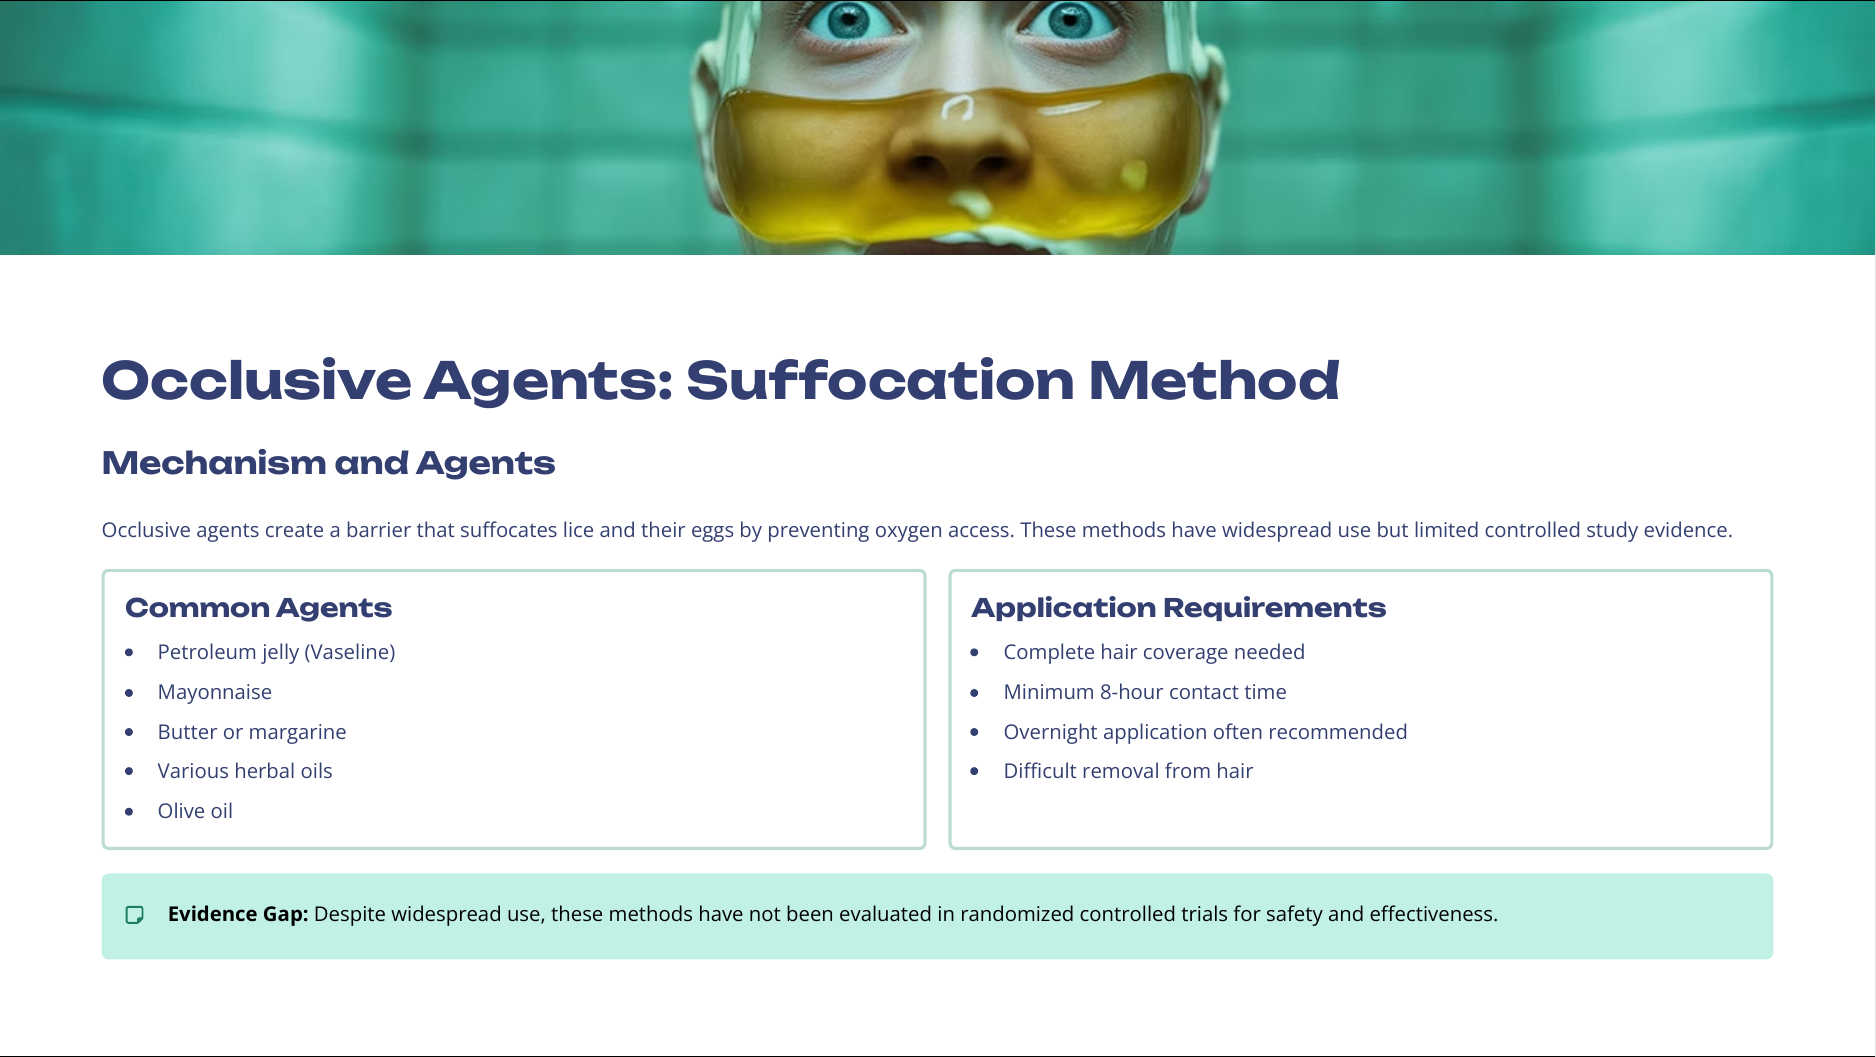 Occlusive Agents: Suffocation Method
Mechanism and Agents
Occlusive agents create a barrier that suffocates lice and their eggs by preventing oxygen access. These methods have widespread use but limited controlled study evidence.
Common Agents
Petroleum jelly (Vaseline)
Mayonnaise
Butter or margarine
Various herbal oils
Olive oil
Application Requirements
Complete hair coverage needed
Minimum 8-hour contact time
Overnight application often recommended
Difficult removal from hair
Evidence Gap: Despite widespread use, these methods have not been evaluated in randomized controlled trials for safety and effectiveness.